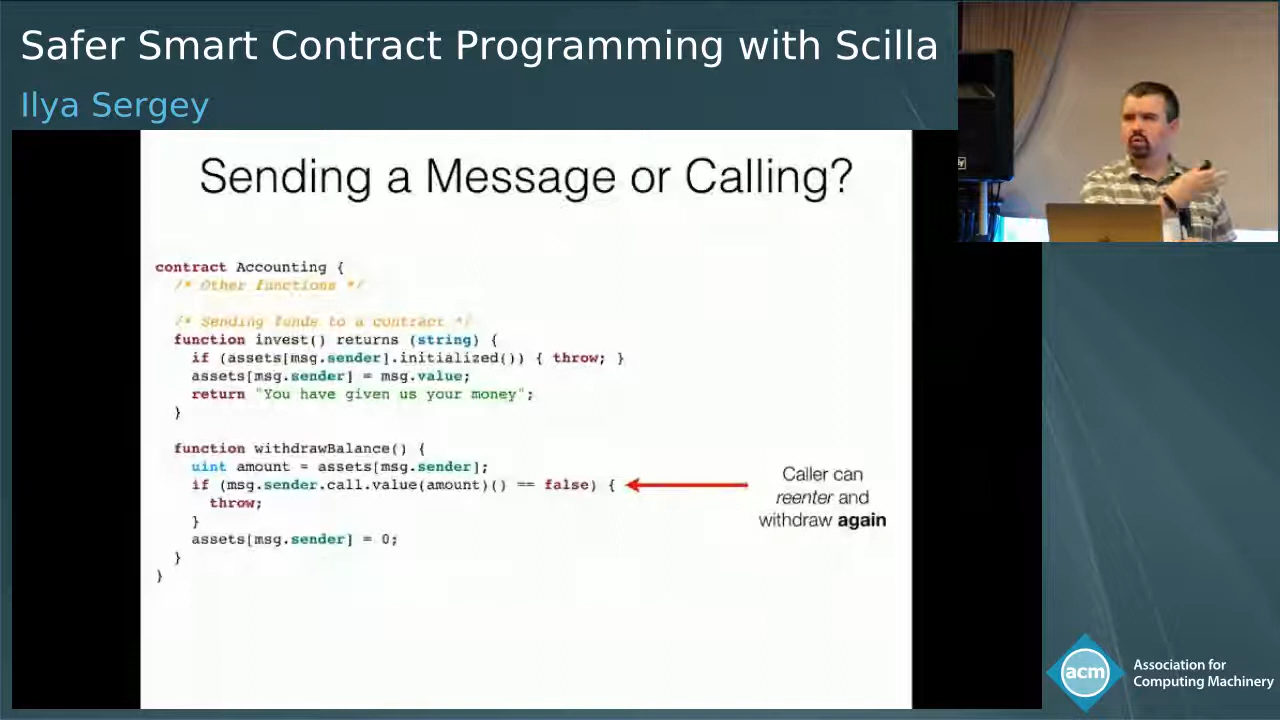 Safer Smart Contract Programming with Scilla
Ilya Sergey
Sending a Message or Calling?
contract Accounting {
/* Other functions */
/* Sending funds to a contract */
function invest() returns (string) {
if (assets[msg.sender].initialized()) { throw; }
assets[msg.sender] = msg.value;
return "You have given us your money";
}
function withdrawBalance() {
uint amount = assets[msg.sender];
if (msg.sender.call.value(amount)() == false) {
throw;
}
assets[msg.sender] = 0;
}
}
Caller can
reenter and
withdraw again
acm
Association for
Computing Machinery